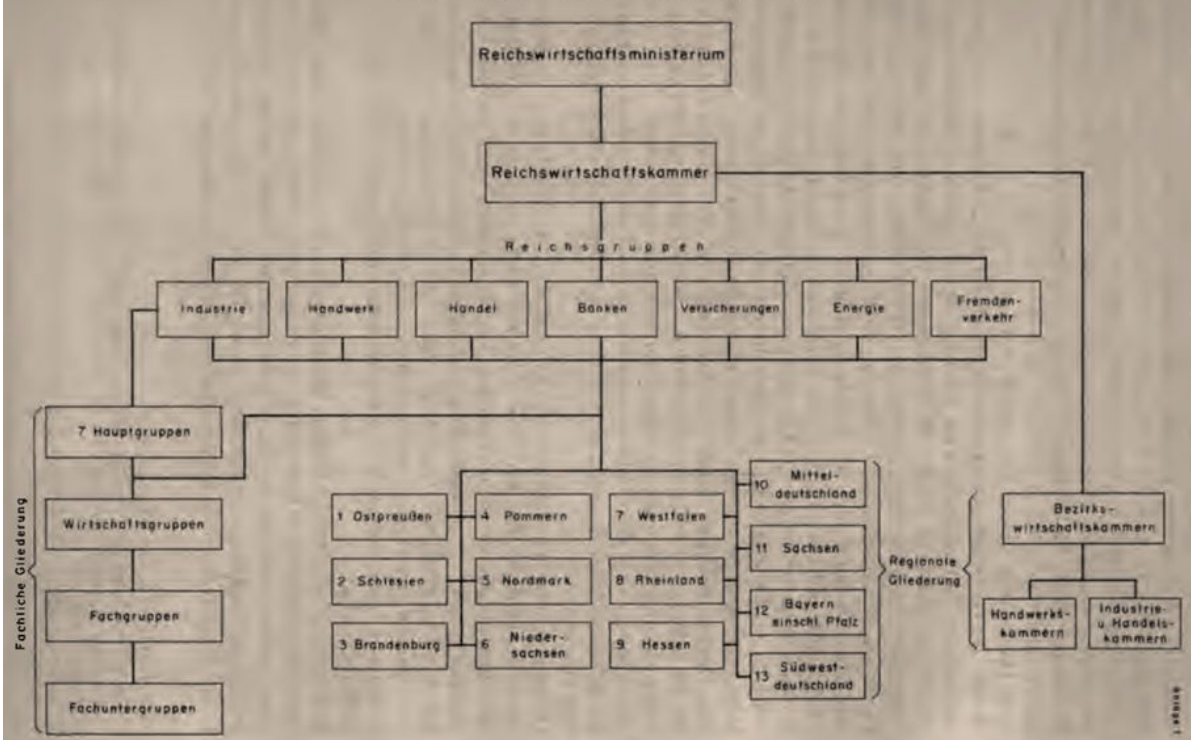 Reichswirtschaftsministerium
Reichswirtschaftskammer
Reichsgruppen
Industrie
Handwerk
Handel
Banken
Versicherungen
Energie
Fremden-
verkehr
Fachliche Gliederung
7 Hauptgruppen
Wirtschaftsgruppen
Fachgruppen
Fachuntergruppen
1 Ostpreußen
2 Schlesien
3 Brandenburg
4 Pommern
5 Nordmark
6 Nieder-
sachsen
7 Westfalen
8 Rheinland
9 Hessen
10 Mittel-
deutschland
11 Sachsen
12 Bayern
einschl. Pfalz
13 Südwest-
deutschland
Regionale
Gliederung
Bezirks-
wirtschaftskammern
Handwerks-
kammern
Industrie-
u Handels-
kammern